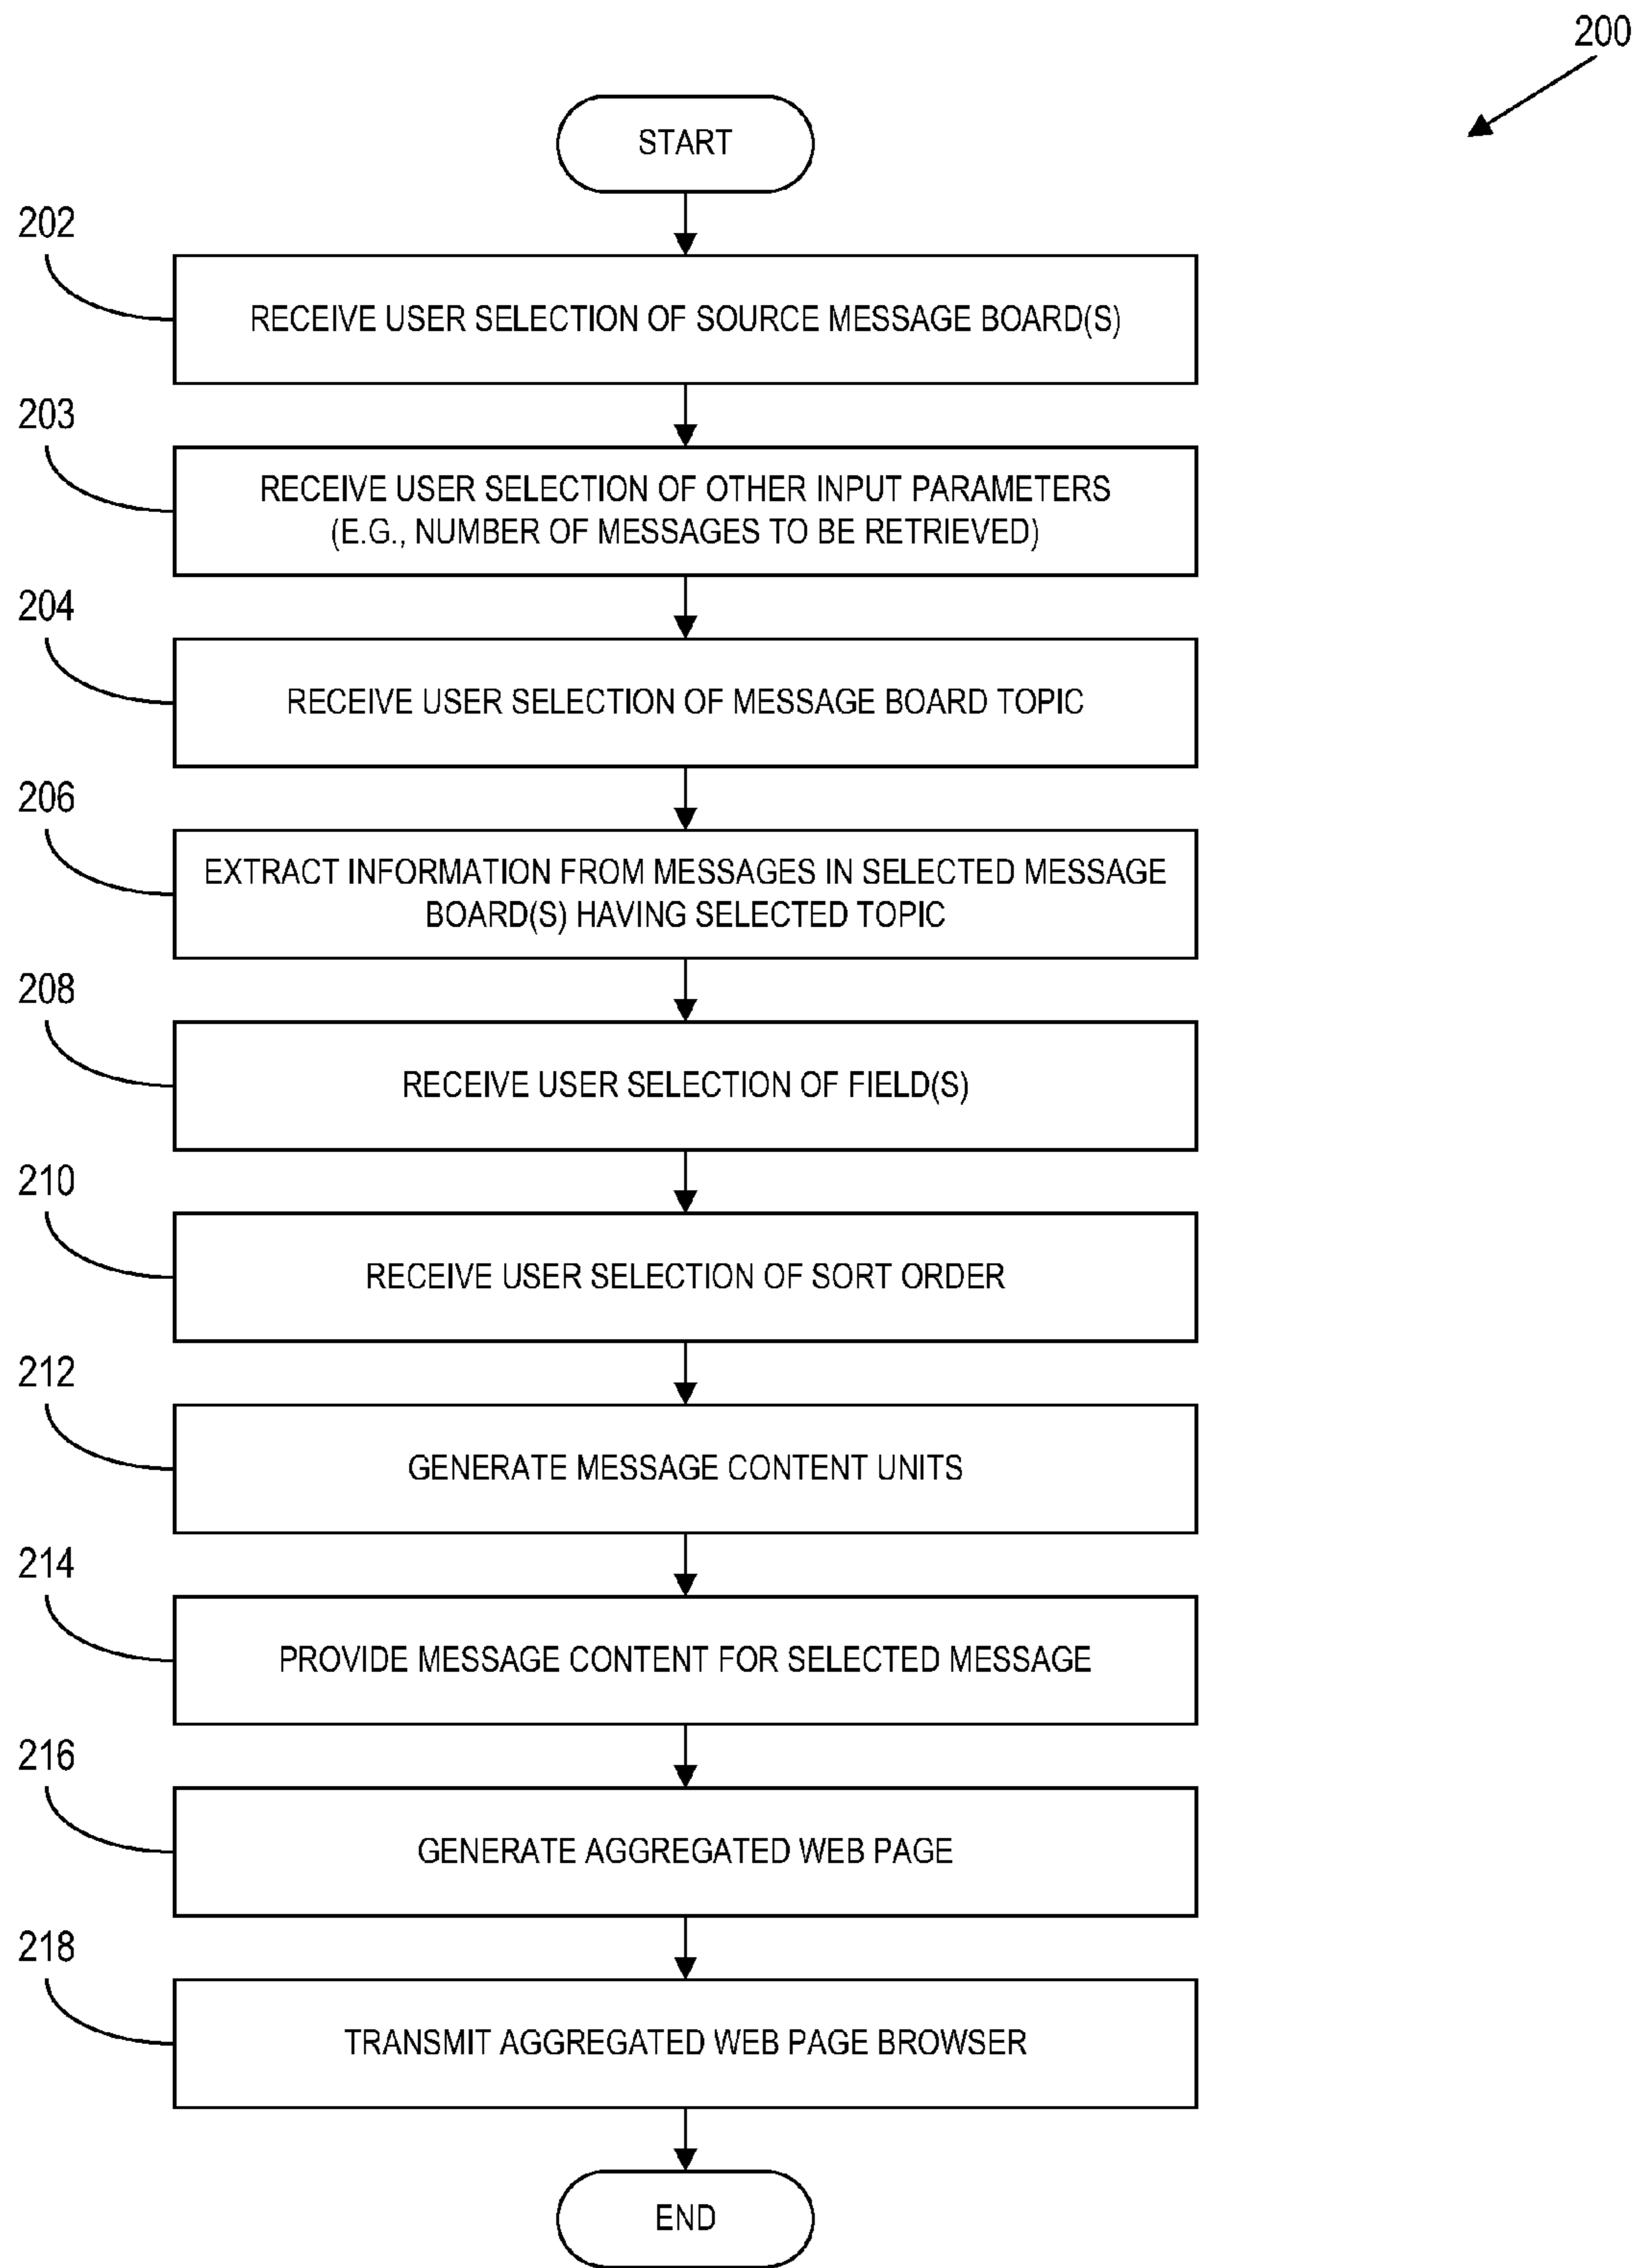 200
START
202
RECEIVE USER SELECTION OF SOURCE MESSAGE BOARD(S)
203
RECEIVE USER SELECTION OF OTHER INPUT PARAMETERS
(E.G., NUMBER OF MESSAGES TO BE RETRIEVED)
204
RECEIVE USER SELECTION OF MESSAGE BOARD TOPIC
206
EXTRACT INFORMATION FROM MESSAGES IN SELECTED MESSAGE
BOARD(S) HAVING SELECTED TOPIC
208
RECEIVE USER SELECTION OF FIELD(S)
210
RECEIVE USER SELECTION OF SORT ORDER
212
GENERATE MESSAGE CONTENT UNITS
214
PROVIDE MESSAGE CONTENT FOR SELECTED MESSAGE
216
GENERATE AGGREGATED WEB PAGE
218
TRANSMIT AGGREGATED WEB PAGE BROWSER
END